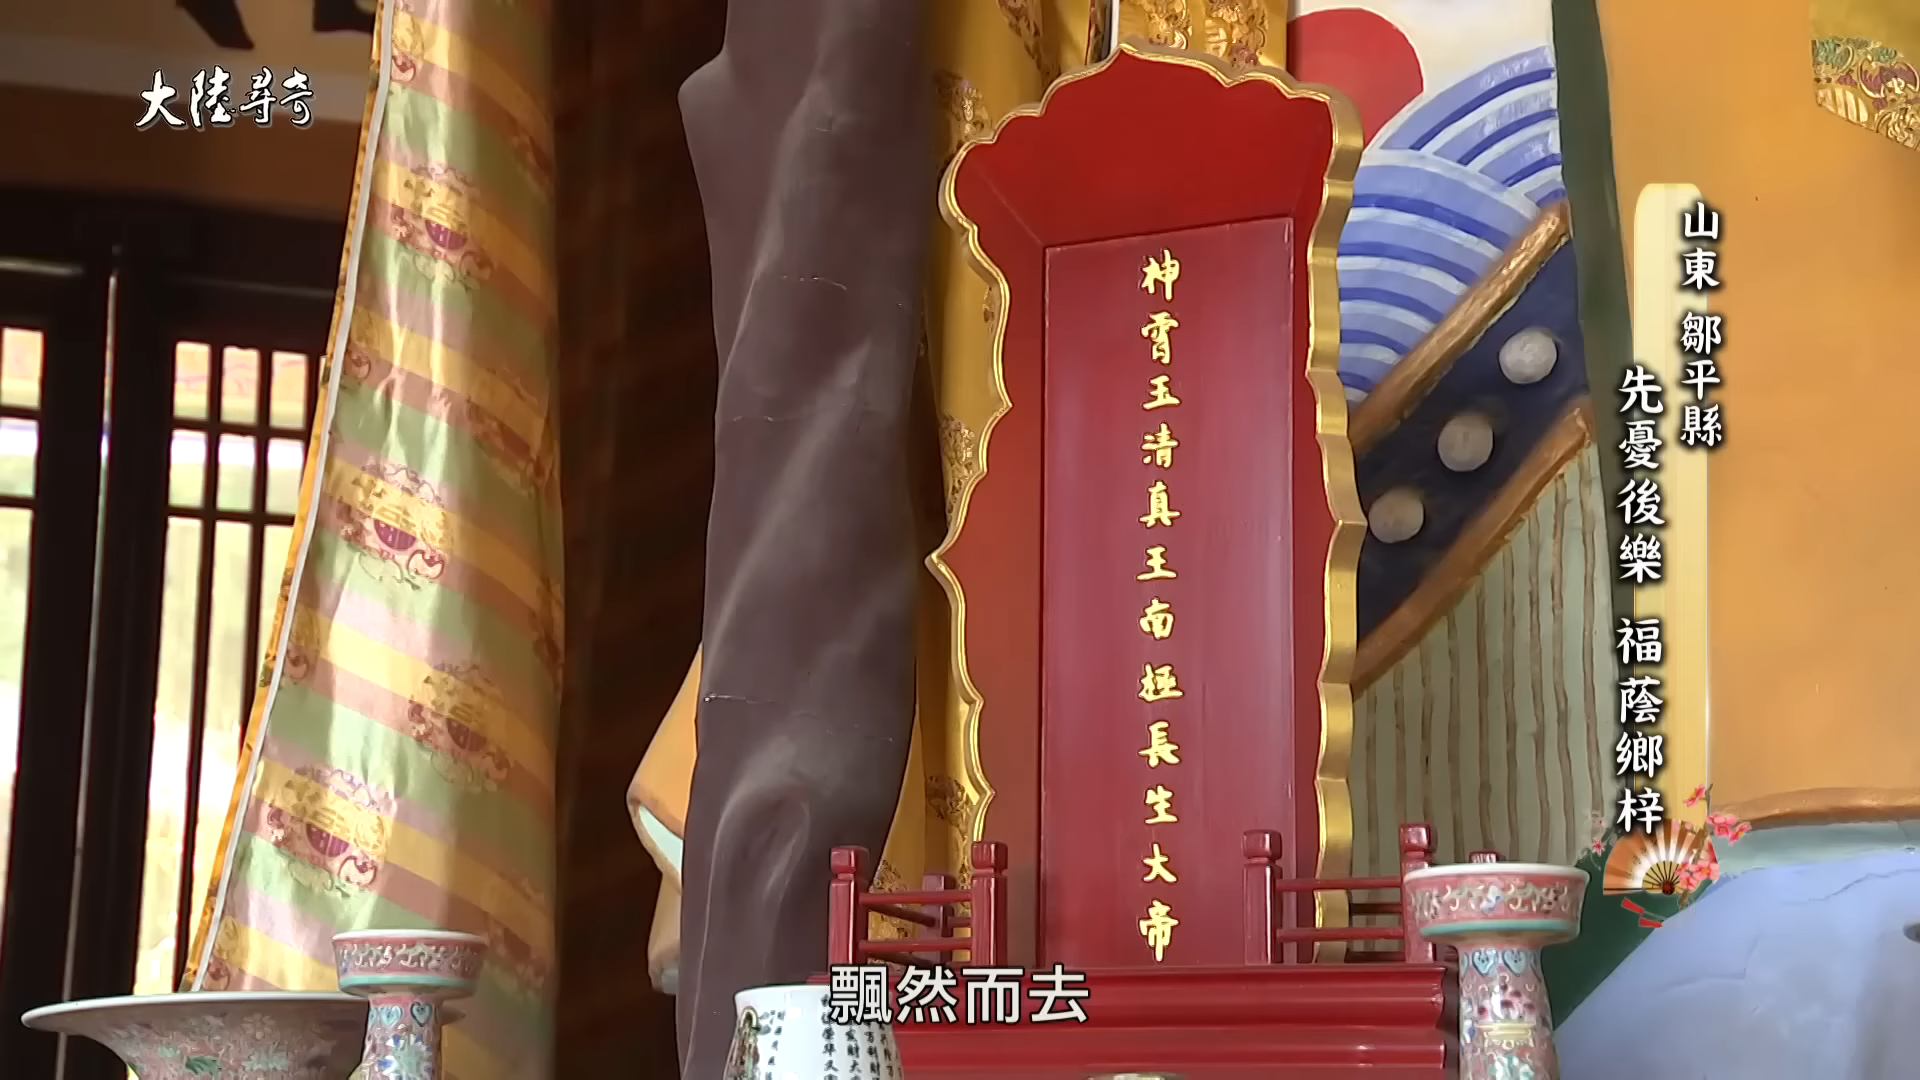 大陸尋奇
山東 鄒平縣
先憂後樂 福蔭鄉梓
神霄玉清真王南極長生大帝
飄然而去